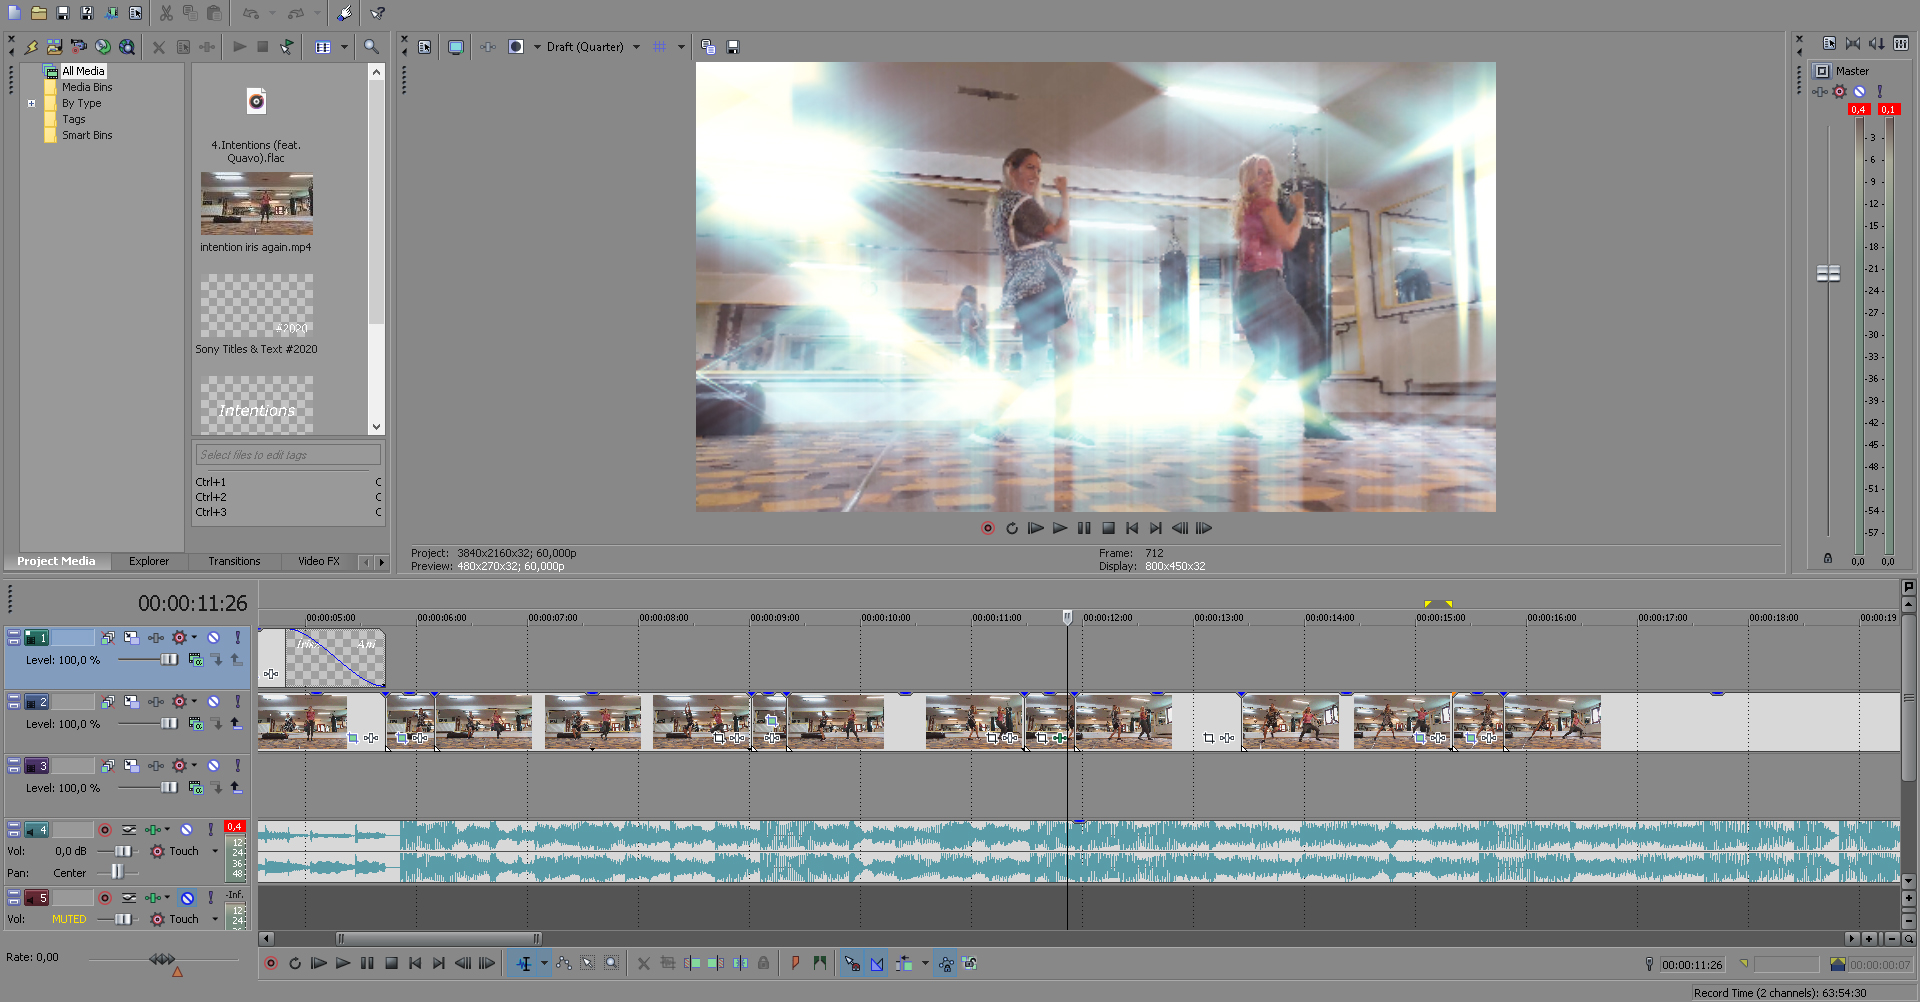 All Media
Media Bins
By Type
Tags
Smart Bins
4.Intentions (feat.
Quavo).flac
intention iris again.mp4
#2020
Sony Titles & Text #2020
Intentions
Select files to edit tags
Ctrl+1 C
Ctrl+2 C
Ctrl+3 C
Project Media Explorer Transitions Video FX
Draft (Quarter)
Project: 3840x2160x32; 60,000p
Preview: 480x270x32; 60,000p
Frame: 712
Display: 800x450x32
Master
0,4 0,1
- 3 -
- 6 -
- 9 -
-12-
-15-
-18-
-21-
-24-
-27-
-30-
-33-
-36-
-39-
-42-
-45-
-48-
-51-
-54-
-57-
0,0 0,0
00:00:11:26
00:00:05:00 00:00:06:00 00:00:07:00 00:00:08:00 00:00:09:00 00:00:10:00 00:00:11:00 00:00:12:00 00:00:13:00 00:00:14:00 00:00:15:00 00:00:16:00 00:00:17:00 00:00:18:00 00:00:19
1
Level: 100,0 %
2
Level: 100,0 %
3
Level: 100,0 %
4 0,4
Vol: 0,0 dB Touch
Pan: Center
12
24
36
48
5 -Inf.
Vol: MUTED Touch
12
24
Rate: 0,00
00:00:11:26 00:00:00:07
Record Time (2 channels): 63:54:30